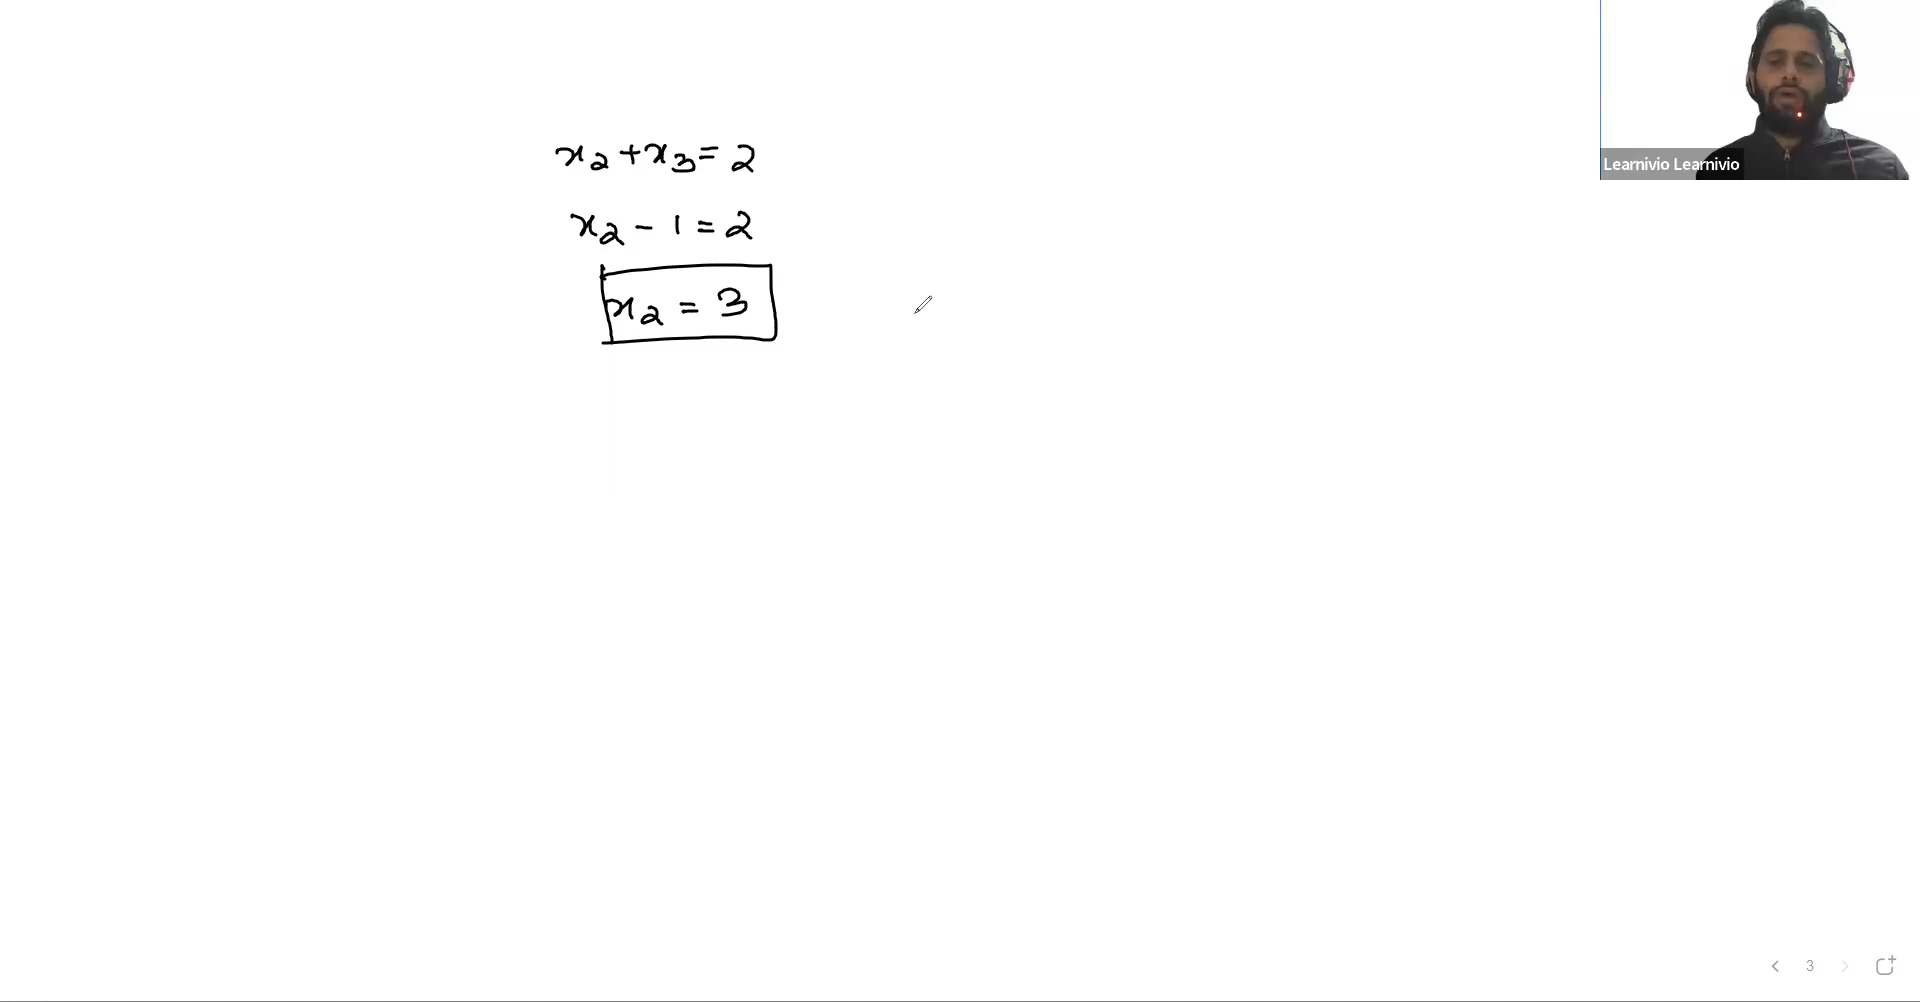 x₂ + x₃ = 2
x₂ - 1 = 2
x₂ = 3
Learnivio Learnivio
3